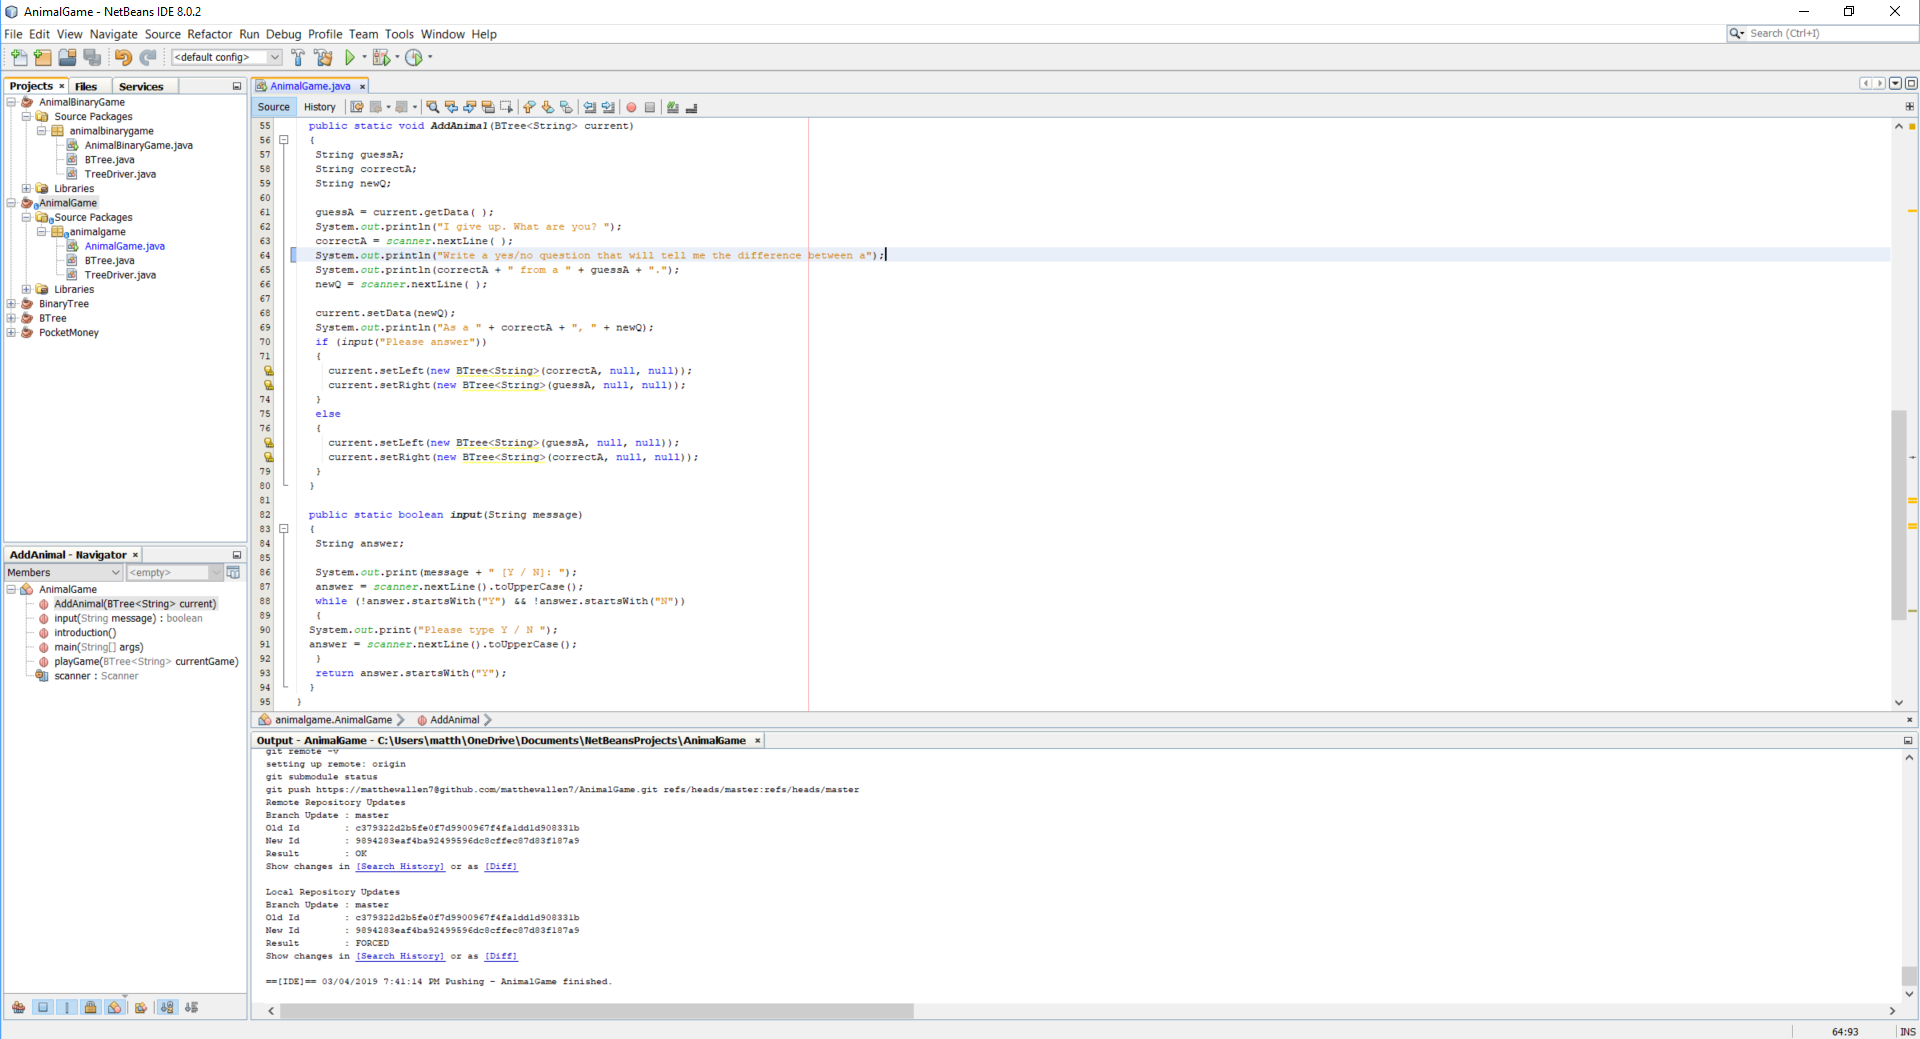 AnimalGame - NetBeans IDE 8.0.2
File Edit View Navigate Source Refactor Run Debug Profile Team Tools Window Help
Search (Ctrl+I)
<default config>
Projects × Files Services
AnimalGame.java ×
Source History
AnimalBinaryGame
Source Packages
animalbinarygame
AnimalBinaryGame.java
BTree.java
TreeDriver.java
Libraries
AnimalGame
Source Packages
animalgame
AnimalGame.java
BTree.java
TreeDriver.java
Libraries
BinaryTree
BTree
PocketMoney
55 public static void AddAnimal(BTree<String> current)
56 {
57 String guessA;
58 String correctA;
59 String newQ;
60
61 guessA = current.getData( );
62 System.out.println("I give up. What are you? ");
63 correctA = scanner.nextLine( );
64 System.out.println("Write a yes/no question that will tell me the difference between a");
65 System.out.println(correctA + " from a " + guessA + ".");
66 newQ = scanner.nextLine( );
67
68 current.setData(newQ);
69 System.out.println("As a " + correctA + ", " + newQ);
70 if (input("Please answer"))
71 {
current.setLeft(new BTree<String>(correctA, null, null));
current.setRight(new BTree<String>(guessA, null, null));
74 }
75 else
76 {
current.setLeft(new BTree<String>(guessA, null, null));
current.setRight(new BTree<String>(correctA, null, null));
79 }
80 }
81
82 public static boolean input(String message)
83 {
84 String answer;
85
86 System.out.print(message + " [Y / N]: ");
87 answer = scanner.nextLine().toUpperCase();
88 while (!answer.startsWith("Y") && !answer.startsWith("N"))
89 {
90 System.out.print("Please type Y / N ");
91 answer = scanner.nextLine().toUpperCase();
92 }
93 return answer.startsWith("Y");
94 }
95 }
animalgame.AnimalGame AddAnimal
AddAnimal - Navigator ×
Members <empty>
AnimalGame
AddAnimal(BTree<String> current)
input(String message) : boolean
introduction()
main(String[] args)
playGame(BTree<String> currentGame)
scanner : Scanner
Output - AnimalGame - C:\Users\matth\OneDrive\Documents\NetBeansProjects\AnimalGame ×
git remote -v
setting up remote: origin
git submodule status
git push https://matthewallen7@github.com/matthewallen7/AnimalGame.git refs/heads/master:refs/heads/master
Remote Repository Updates
Branch Update : master
Old Id : c379322d2b5fe0f7d9900967f4fa1dd1d908331b
New Id : 9894283eaf4ba92499596dc8cffec87d83f187a9
Result : OK
Show changes in [Search History] or as [Diff]
Local Repository Updates
Branch Update : master
Old Id : c379322d2b5fe0f7d9900967f4fa1dd1d908331b
New Id : 9894283eaf4ba92499596dc8cffec87d83f187a9
Result : FORCED
Show changes in [Search History] or as [Diff]
==[IDE]== 03/04/2019 7:41:14 PM Pushing - AnimalGame finished.
64:93 INS